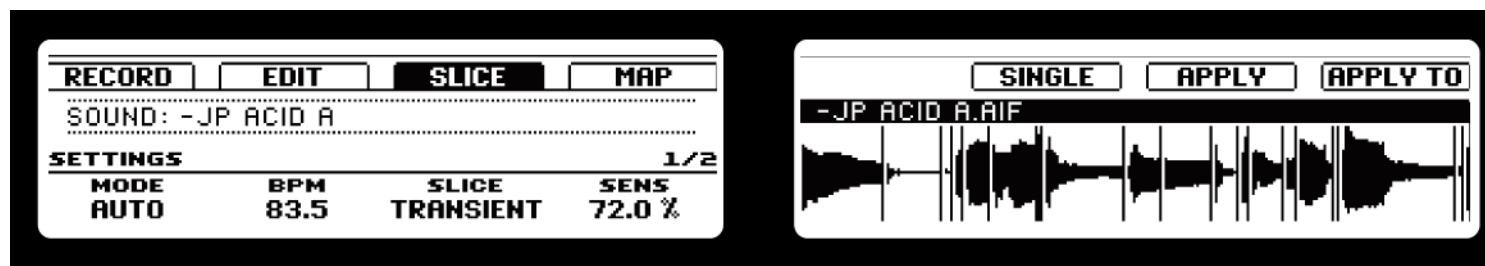 RECORD EDIT SLICE MAP
SOUND: -JP ACID A
SETTINGS 1/2
MODE BPM SLICE SENS
AUTO 83.5 TRANSIENT 72.0 %
SINGLE APPLY APPLY TO
-JP ACID A.AIF